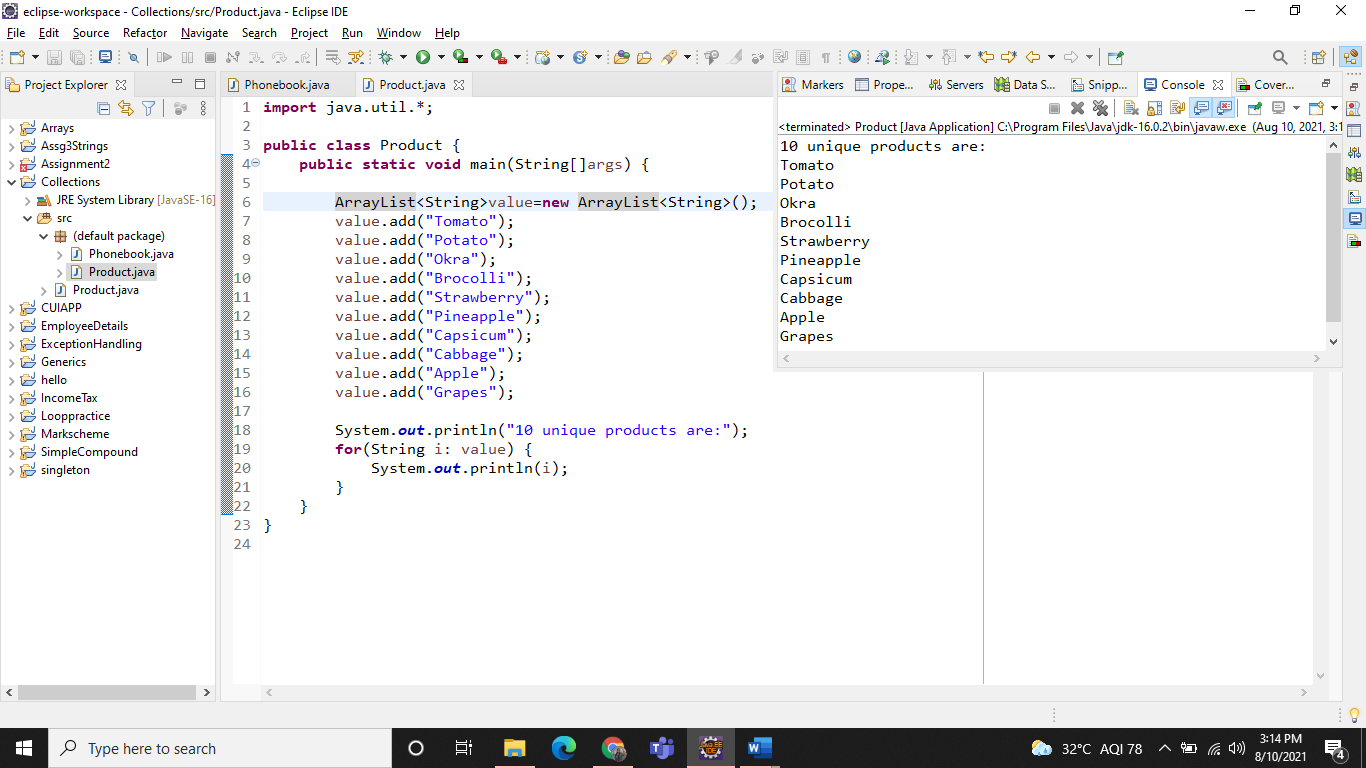 eclipse-workspace - Collections/src/Product.java - Eclipse IDE
File Edit Source Refactor Navigate Search Project Run Window Help
Project Explorer
Arrays
Assg3Strings
Assignment2
Collections
JRE System Library [JavaSE-16]
src
(default package)
Phonebook.java
Product.java
Product.java
CUIAPP
EmployeeDetails
ExceptionHandling
Generics
hello
IncomeTax
Looppractice
Markscheme
SimpleCompound
singleton
Phonebook.java Product.java
1 import java.util.*;
2
3 public class Product {
4 public static void main(String[]args) {
5
6 ArrayList<String>value=new ArrayList<String>();
7 value.add("Tomato");
8 value.add("Potato");
9 value.add("Okra");
10 value.add("Brocolli");
11 value.add("Strawberry");
12 value.add("Pineapple");
13 value.add("Capsicum");
14 value.add("Cabbage");
15 value.add("Apple");
16 value.add("Grapes");
17
18 System.out.println("10 unique products are:");
19 for(String i: value) {
20 System.out.println(i);
21 }
22 }
23 }
24
Markers Prope... Servers Data S... Snipp... Console Cover...
<terminated> Product [Java Application] C:\Program Files\Java\jdk-16.0.2\bin\javaw.exe (Aug 10, 2021, 3:1
10 unique products are:
Tomato
Potato
Okra
Brocolli
Strawberry
Pineapple
Capsicum
Cabbage
Apple
Grapes
Type here to search
32°C AQI 78
3:14 PM
8/10/2021
4